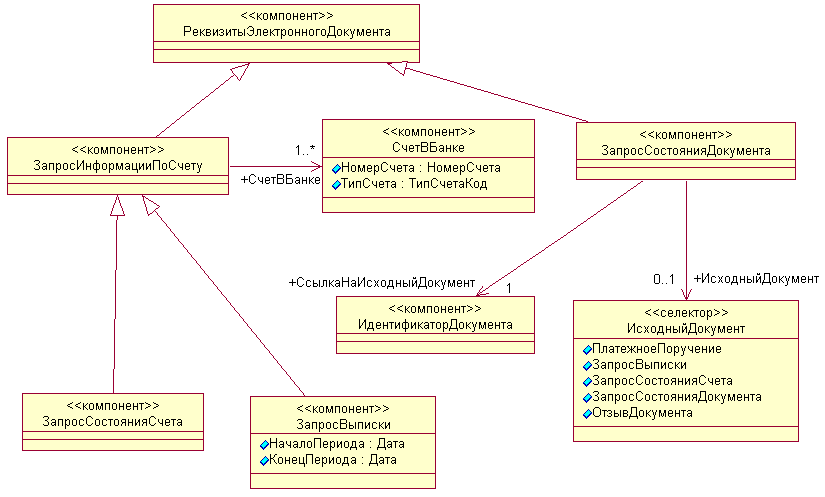 <<компонент>>
РеквизитыЭлектронногоДокумента
<<компонент>>
ЗапросИнформацииПоСчету
1..*
+СчетВБанке
<<компонент>>
СчетВБанке
НомерСчета : НомерСчета
ТипСчета : ТипСчетаКод
<<компонент>>
ЗапросСостоянияДокумента
+СсылкаНаИсходныйДокумент
1
0..1
+ИсходныйДокумент
<<компонент>>
ИдентификаторДокумента
<<селектор>>
ИсходныйДокумент
ПлатежноеПоручение
ЗапросВыписки
ЗапросСостоянияСчета
ЗапросСостоянияДокумента
ОтзывДокумента
<<компонент>>
ЗапросСостоянияСчета
<<компонент>>
ЗапросВыписки
НачалоПериода : Дата
КонецПериода : Дата